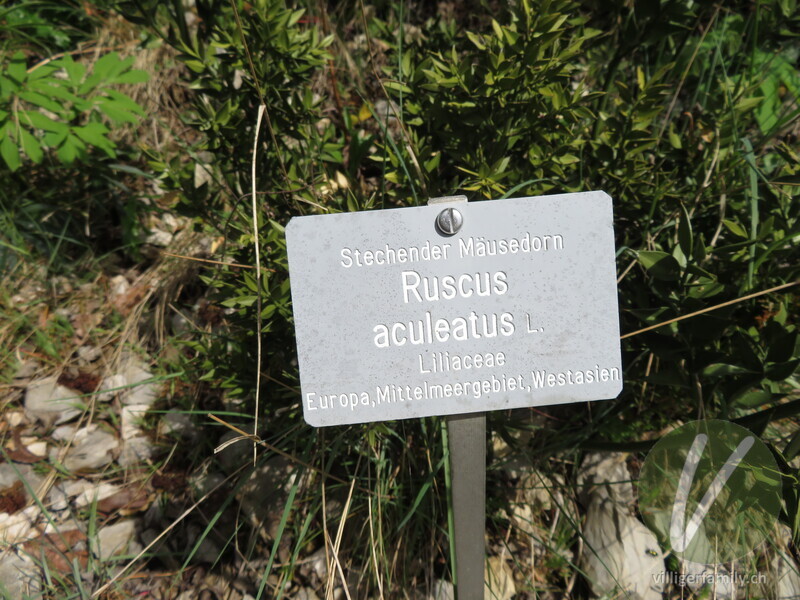 Stechender Mäusedorn
Ruscus
aculeatus L.
Liliaceae
Europa,Mittelmeergebiet,Westasien
V
villigerfamily.ch